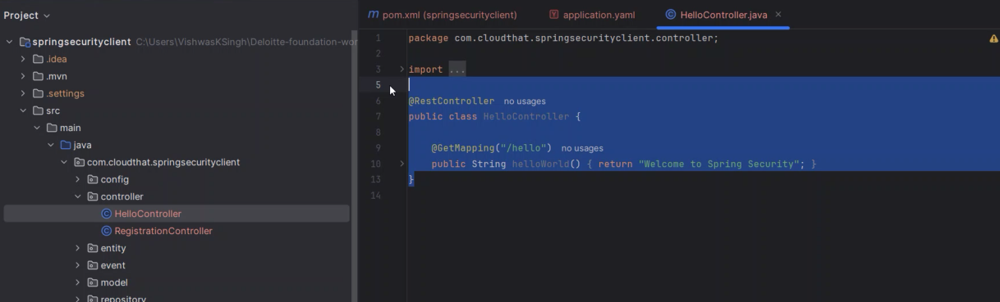 Project
springsecurityclient C:\Users\VishwasKSingh\Deloitte-foundation-wor
.idea
.mvn
.settings
src
main
java
com.cloudthat.springsecurityclient
config
controller
HelloController
RegistrationController
entity
event
model
repository
m pom.xml (springsecurityclient) Y application.yaml C HelloController.java
1 package com.cloudthat.springsecurityclient.controller;
2
3 import ...
5
6 @RestController no usages
7 public class HelloController {
8
9 @GetMapping("/hello") no usages
10 public String helloWorld() { return "Welcome to Spring Security"; }
13 }
14